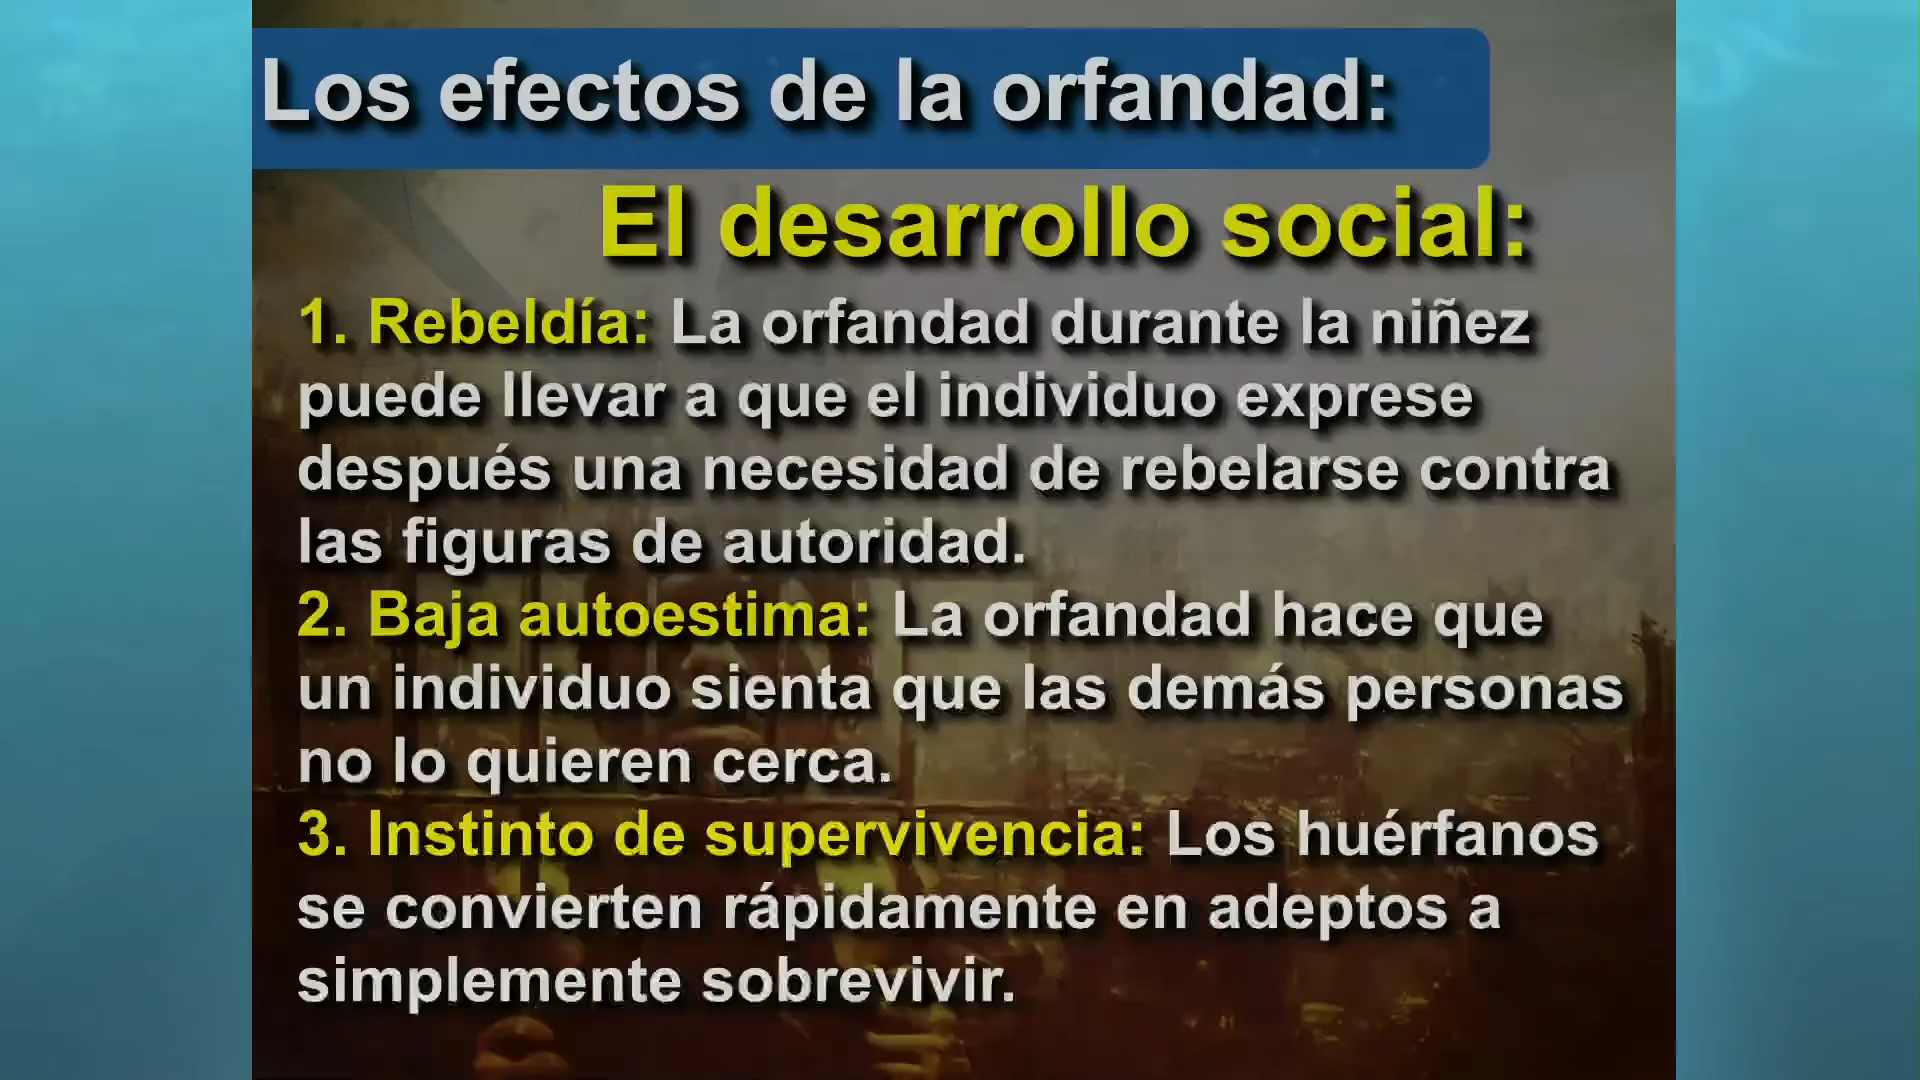 Los efectos de la orfandad:
El desarrollo social:
1. Rebeldía: La orfandad durante la niñez
puede llevar a que el individuo exprese
después una necesidad de rebelarse contra
las figuras de autoridad.
2. Baja autoestima: La orfandad hace que
un individuo sienta que las demás personas
no lo quieren cerca.
3. Instinto de supervivencia: Los huérfanos
se convierten rápidamente en adeptos a
simplemente sobrevivir.